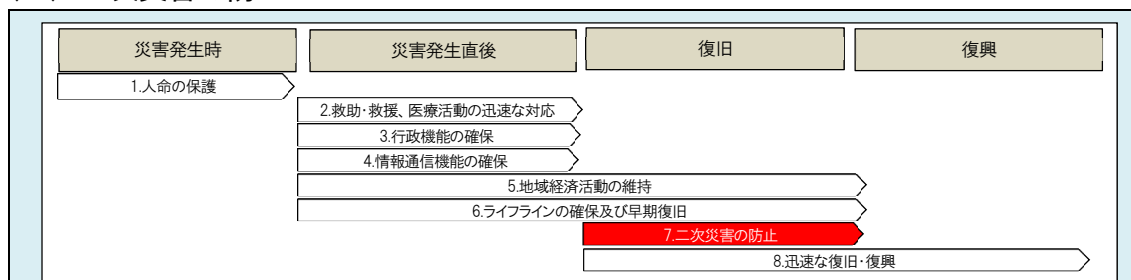 災害発生時 災害発生直後 復旧 復興
1.人命の保護
2.救助・救援、医療活動の迅速な対応
3.行政機能の確保
4.情報通信機能の確保
5.地域経済活動の維持
6.ライフラインの確保及び早期復旧
7.二次災害の防止
8.迅速な復旧・復興